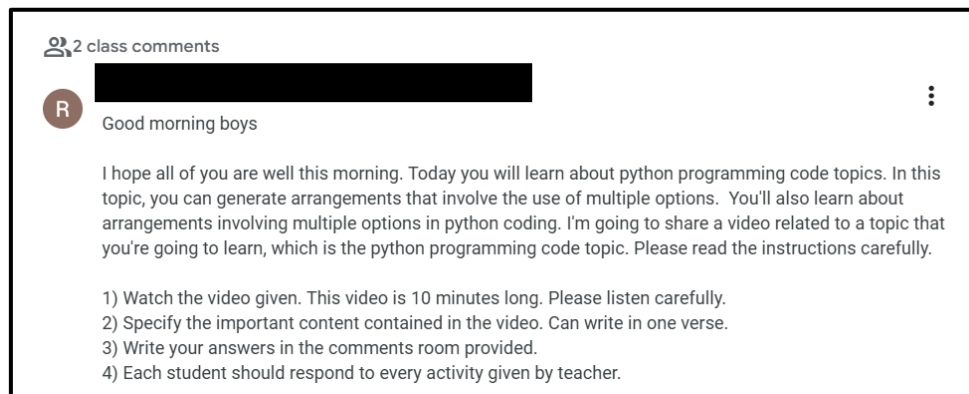 2 class comments
R
Good morning boys
I hope all of you are well this morning. Today you will learn about python programming code topics. In this
topic, you can generate arrangements that involve the use of multiple options.  You'll also learn about
arrangements involving multiple options in python coding. I'm going to share a video related to a topic that
you're going to learn, which is the python programming code topic. Please read the instructions carefully.
1) Watch the video given. This video is 10 minutes long. Please listen carefully.
2) Specify the important content contained in the video. Can write in one verse.
3) Write your answers in the comments room provided.
4) Each student should respond to every activity given by teacher.